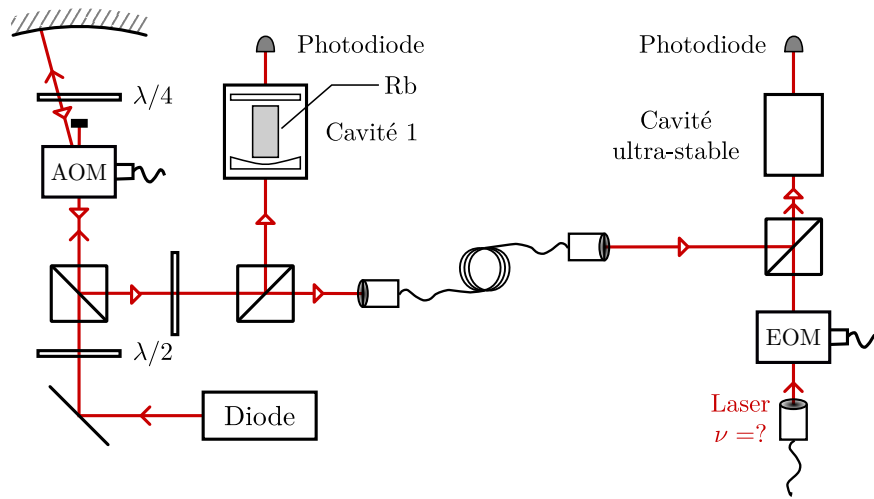 Photodiode
Photodiode
λ/4
Rb
Cavité 1
Cavité
ultra-stable
AOM
EOM
λ/2
Diode
Laser
ν =?